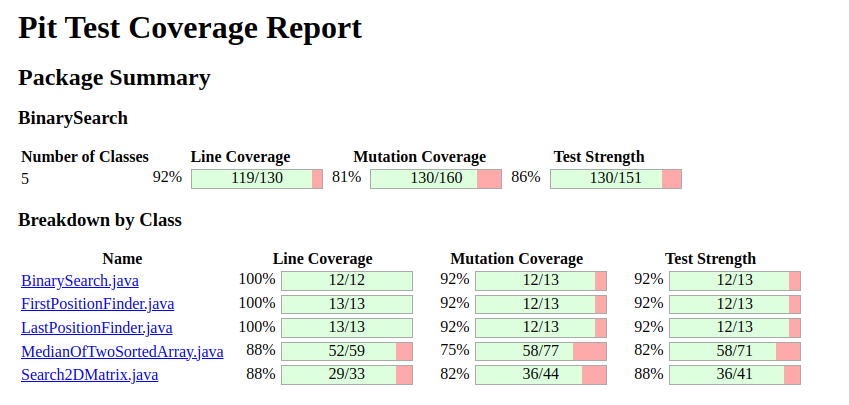 Pit Test Coverage Report
Package Summary
BinarySearch
Number of Classes Line Coverage Mutation Coverage Test Strength
5 92% 119/130 81% 130/160 86% 130/151
Breakdown by Class
Name Line Coverage Mutation Coverage Test Strength
BinarySearch.java 100% 12/12 92% 12/13 92% 12/13
FirstPositionFinder.java 100% 13/13 92% 12/13 92% 12/13
LastPositionFinder.java 100% 13/13 92% 12/13 92% 12/13
MedianOfTwoSortedArray.java 88% 52/59 75% 58/77 82% 58/71
Search2DMatrix.java 88% 29/33 82% 36/44 88% 36/41